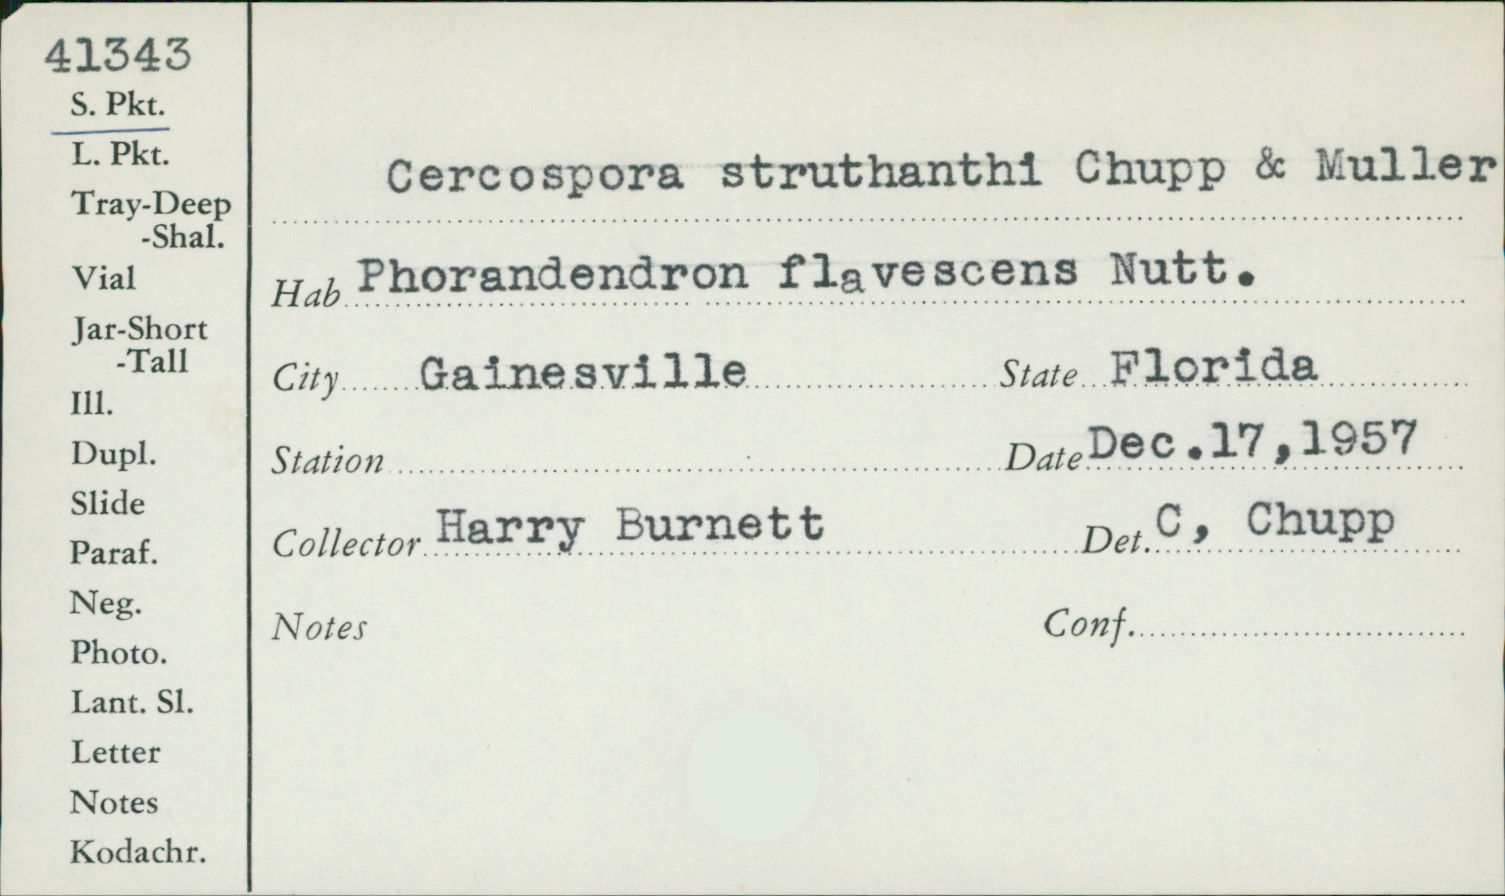 41343
S. Pkt.
L. Pkt.
Tray-Deep
-Shal.
Vial
Jar-Short
-Tall
Ill.
Dupl.
Slide
Paraf.
Neg.
Photo.
Lant. Sl.
Letter
Notes
Kodachr.
Cercospora struthanthi Chupp & Muller
Hab Phorandendron flavescens Nutt.
City Gainesville State Florida
Station Date Dec.17,1957
Collector Harry Burnett Det. C, Chupp
Notes Conf.